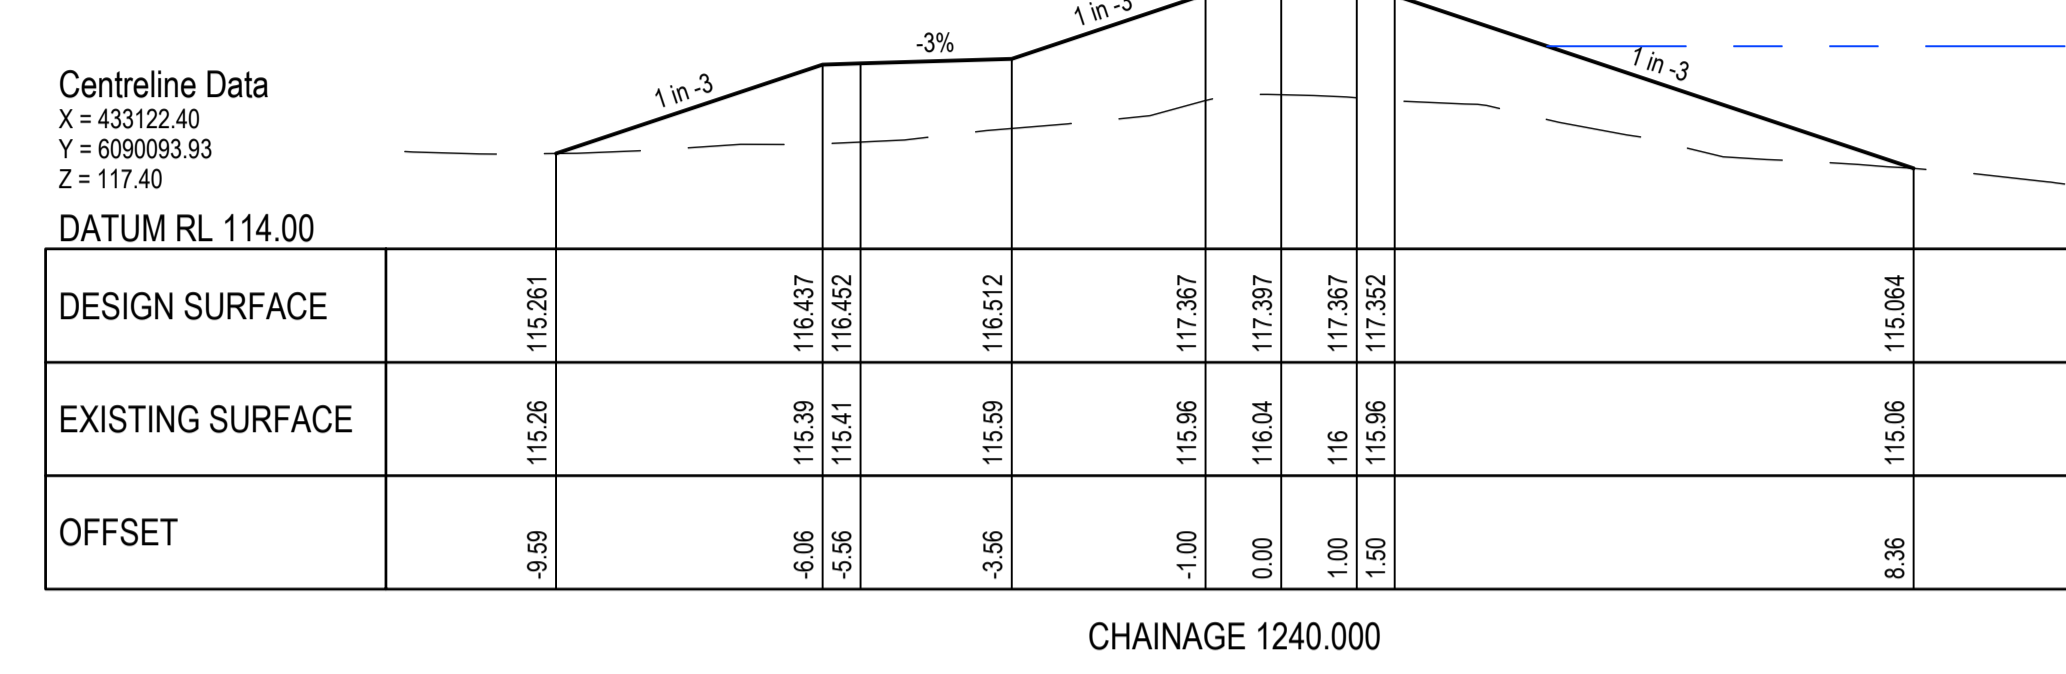 1 in -3
-3%
1 in -3
1 in -3
Centreline Data
X = 433122.40
Y = 6090093.93
Z = 117.40
DATUM RL 114.00
DESIGN SURFACE 115.261 116.437 116.452 116.512 117.367 117.397 117.367 117.352 115.064
EXISTING SURFACE 115.26 115.39 115.41 115.59 115.96 116.04 116 115.96 115.06
OFFSET -9.59 -6.06 -5.56 -3.56 -1.00 0.00 1.00 1.50 8.36
CHAINAGE 1240.000